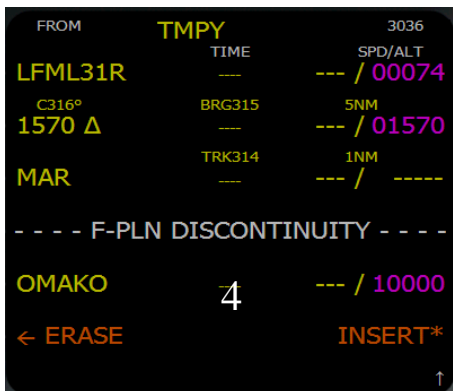 FROM TMPY 3036
TIME SPD/ALT
LFML31R ---- --- / 00074
C316° BRG315 5NM
1570 Δ ---- --- / 01570
TRK314 1NM
MAR ---- --- / -----
- - - - F-PLN DISCONTINUITY - - - -
OMAKO ---- --- / 10000
4
← ERASE INSERT*
↑